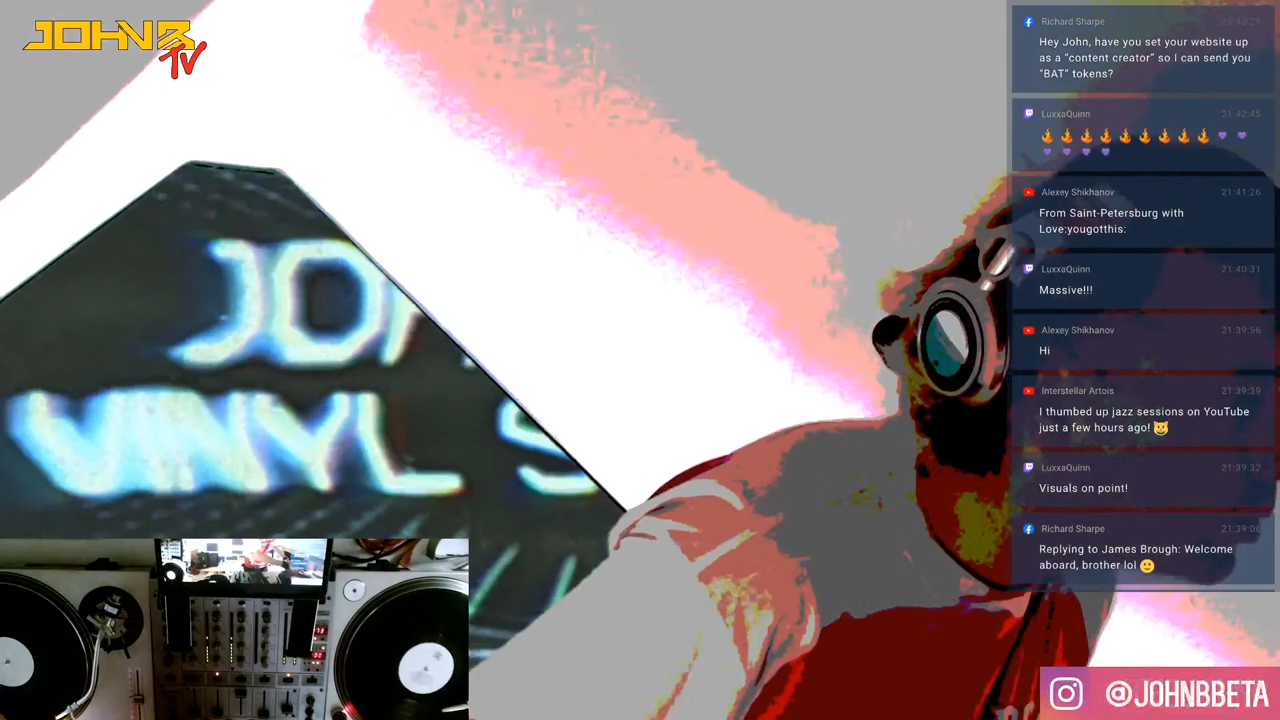 JOHN B
TV
JO
VINYL S
Richard Sharpe 21:43:29
Hey John, have you set your website up
as a “content creator” so I can send you
"BAT" tokens?
LuxxaQuinn 21:42:45
Alexey Shikhanov 21:41:26
From Saint-Petersburg with
Love:yougotthis:
LuxxaQuinn 21:40:31
Massive!!!
Alexey Shikhanov 21:39:56
Hi
Interstellar Artois 21:39:39
I thumbed up jazz sessions on YouTube
just a few hours ago!
LuxxaQuinn 21:39:32
Visuals on point!
Richard Sharpe 21:39:06
Replying to James Brough: Welcome
aboard, brother lol
@JOHNBBETA